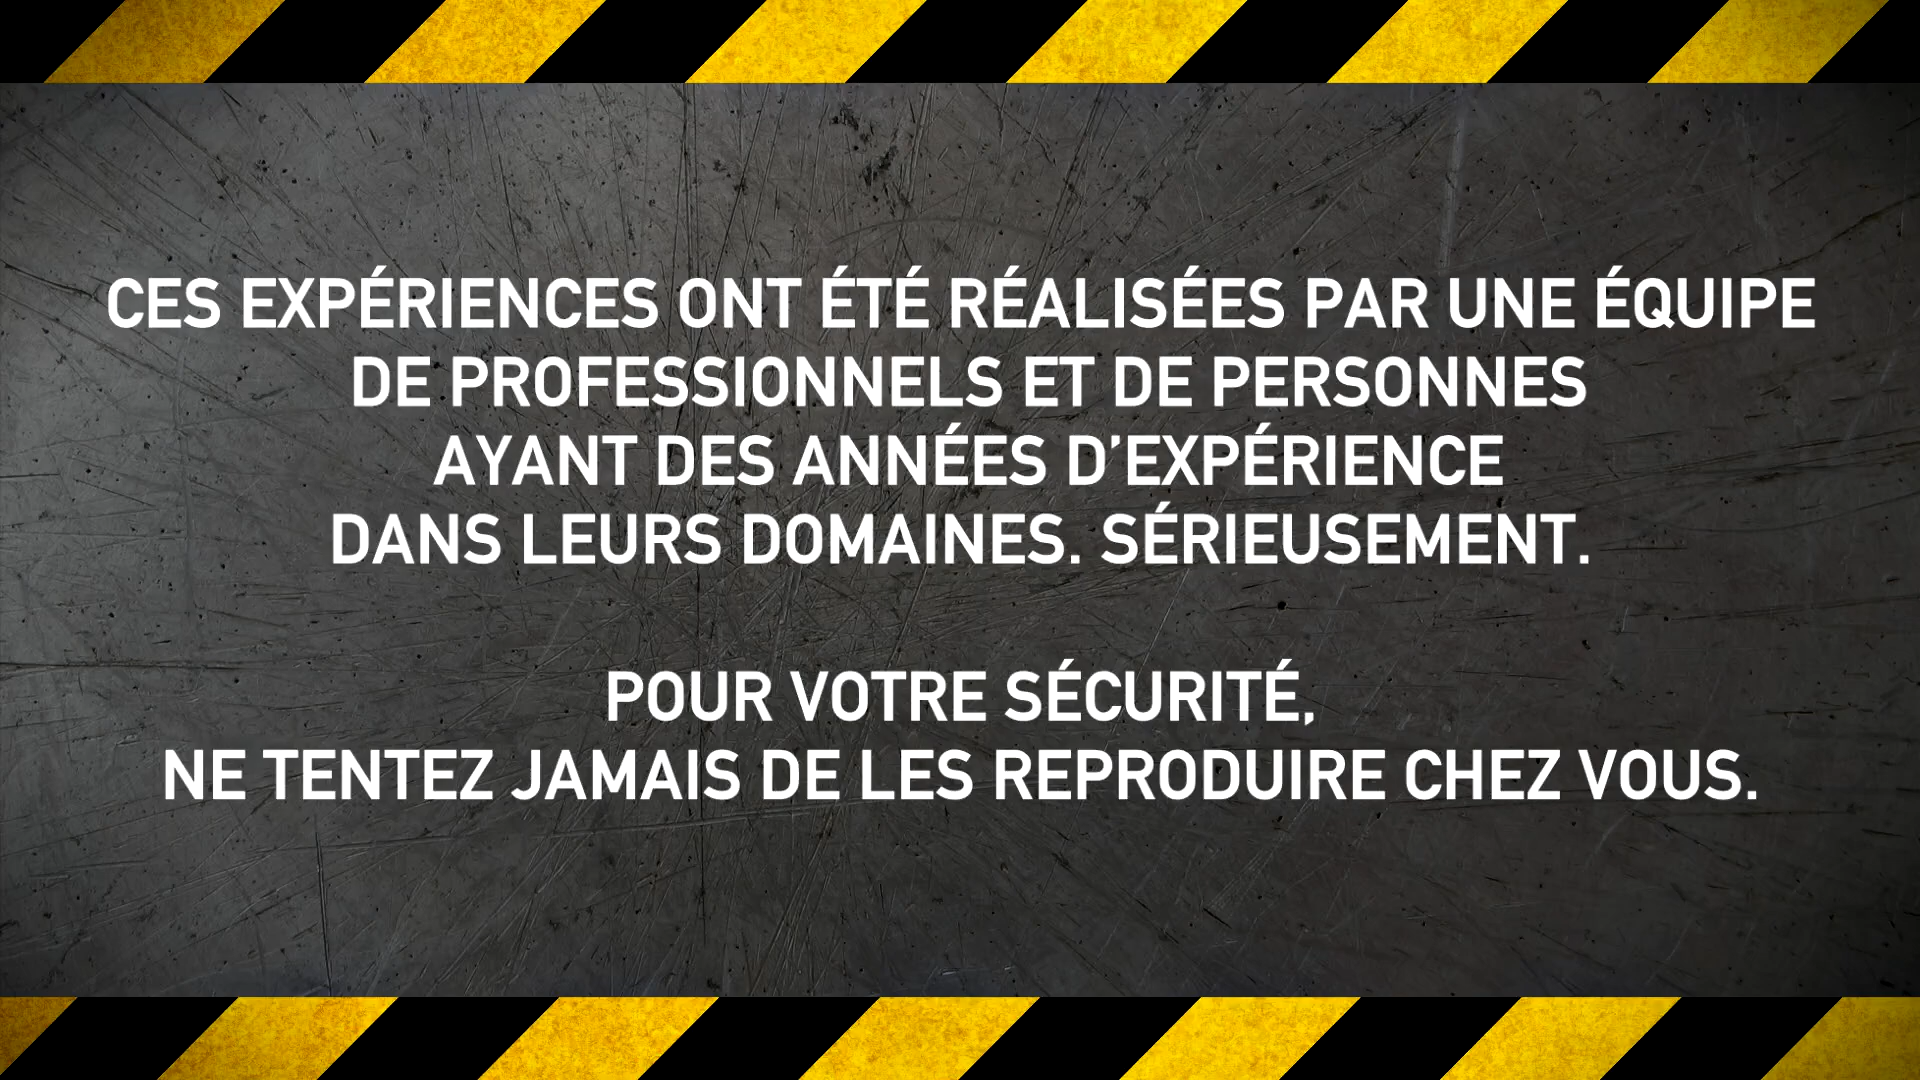 CES EXPÉRIENCES ONT ÉTÉ RÉALISÉES PAR UNE ÉQUIPE
DE PROFESSIONNELS ET DE PERSONNES
AYANT DES ANNÉES D’EXPÉRIENCE
DANS LEURS DOMAINES. SÉRIEUSEMENT.
POUR VOTRE SÉCURITÉ,
NE TENTEZ JAMAIS DE LES REPRODUIRE CHEZ VOUS.